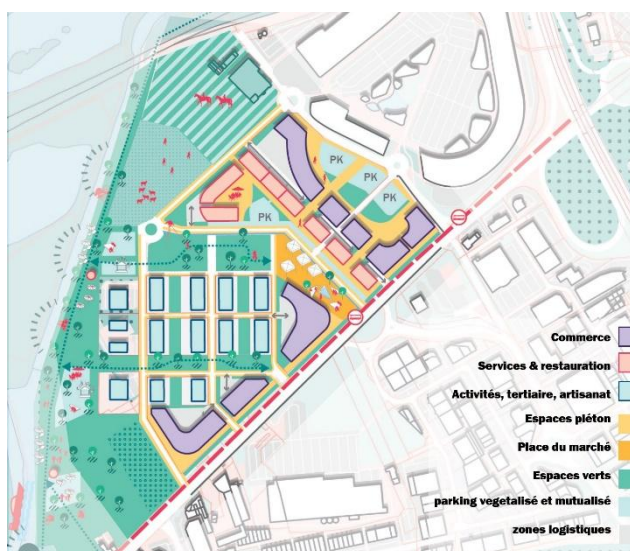 PK
PK
PK
PK
Commerce
Services & restauration
Activités, tertiaire, artisanat
Espaces piéton
Place du marché
Espaces verts
parking vegetalisé et mutualisé
zones logistiques